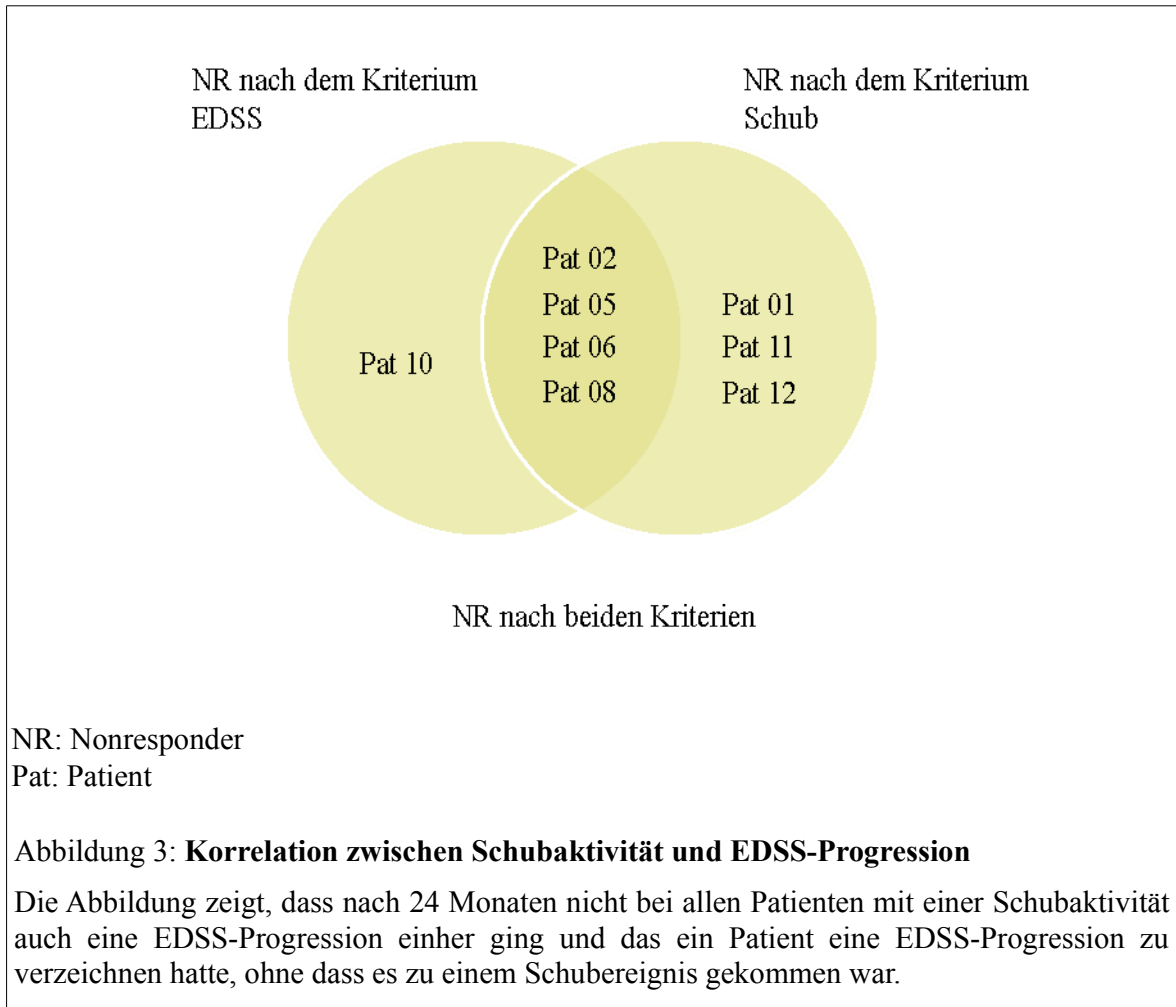 NR nach dem Kriterium
EDSS
NR nach dem Kriterium
Schub
Pat 02
Pat 05
Pat 06
Pat 08
Pat 10
Pat 01
Pat 11
Pat 12
NR nach beiden Kriterien
NR: Nonresponder
Pat: Patient
Abbildung 3: Korrelation zwischen Schubaktivität und EDSS-Progression
Die Abbildung zeigt, dass nach 24 Monaten nicht bei allen Patienten mit einer Schubaktivität
auch eine EDSS-Progression einher ging und das ein Patient eine EDSS-Progression zu
verzeichnen hatte, ohne dass es zu einem Schubereignis gekommen war.